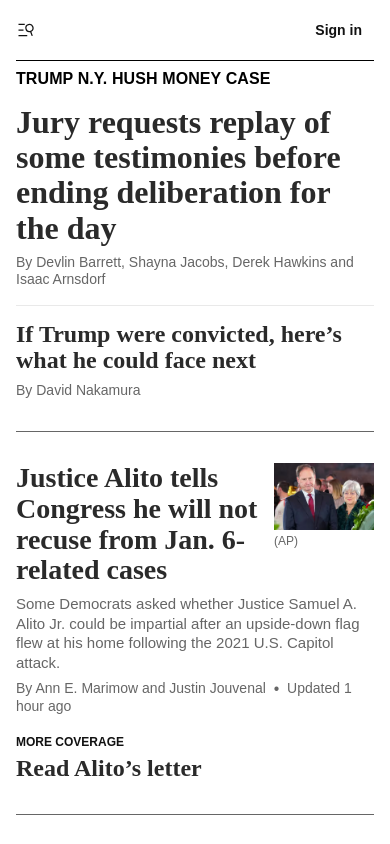 Sign in
TRUMP N.Y. HUSH MONEY CASE
Jury requests replay of
some testimonies before
ending deliberation for
the day
By Devlin Barrett, Shayna Jacobs, Derek Hawkins and
Isaac Arnsdorf
If Trump were convicted, here’s
what he could face next
By David Nakamura
Justice Alito tells
Congress he will not
recuse from Jan. 6-
related cases
(AP)
Some Democrats asked whether Justice Samuel A.
Alito Jr. could be impartial after an upside-down flag
flew at his home following the 2021 U.S. Capitol
attack.
By Ann E. Marimow and Justin Jouvenal • Updated 1
hour ago
MORE COVERAGE
Read Alito’s letter